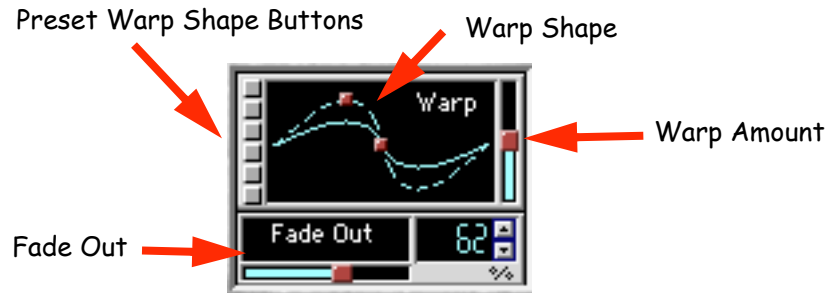 Preset Warp Shape Buttons
Warp Shape
Warp
Warp Amount
Fade Out
Fade Out
62
%